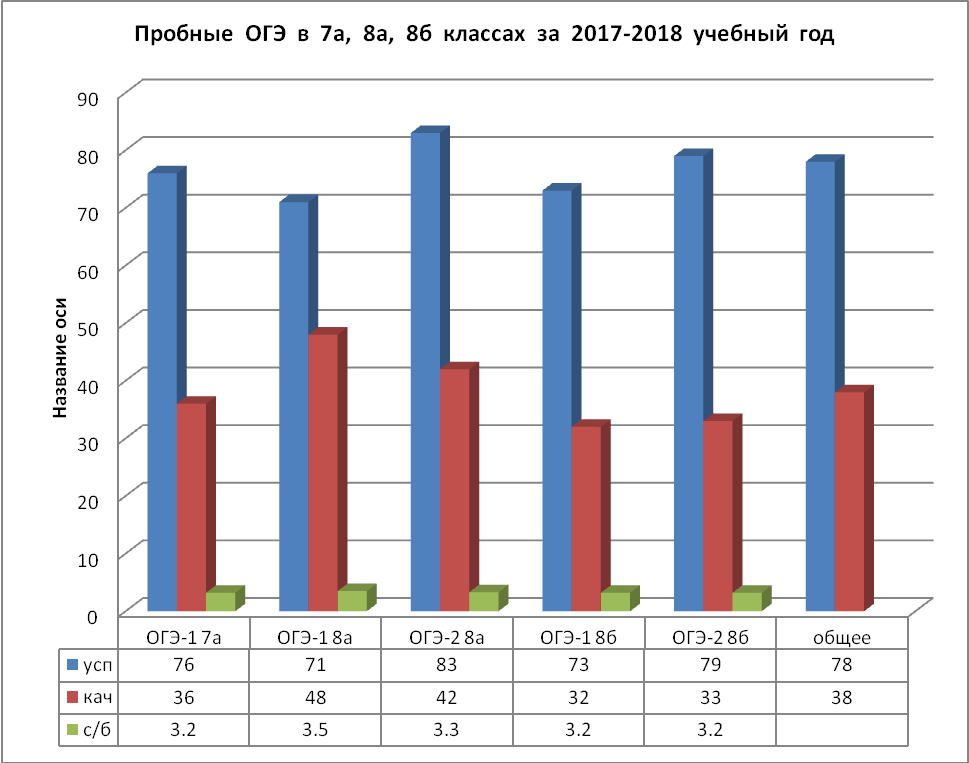 Пробные ОГЭ в 7а, 8а, 8б классах за 2017-2018 учебный год
90
80
70
60
50
40
30
20
10
0
Название оси
ОГЭ-1 7а ОГЭ-1 8а ОГЭ-2 8а ОГЭ-1 8б ОГЭ-2 8б общее
усп 76 71 83 73 79 78
кач 36 48 42 32 33 38
с/б 3.2 3.5 3.3 3.2 3.2